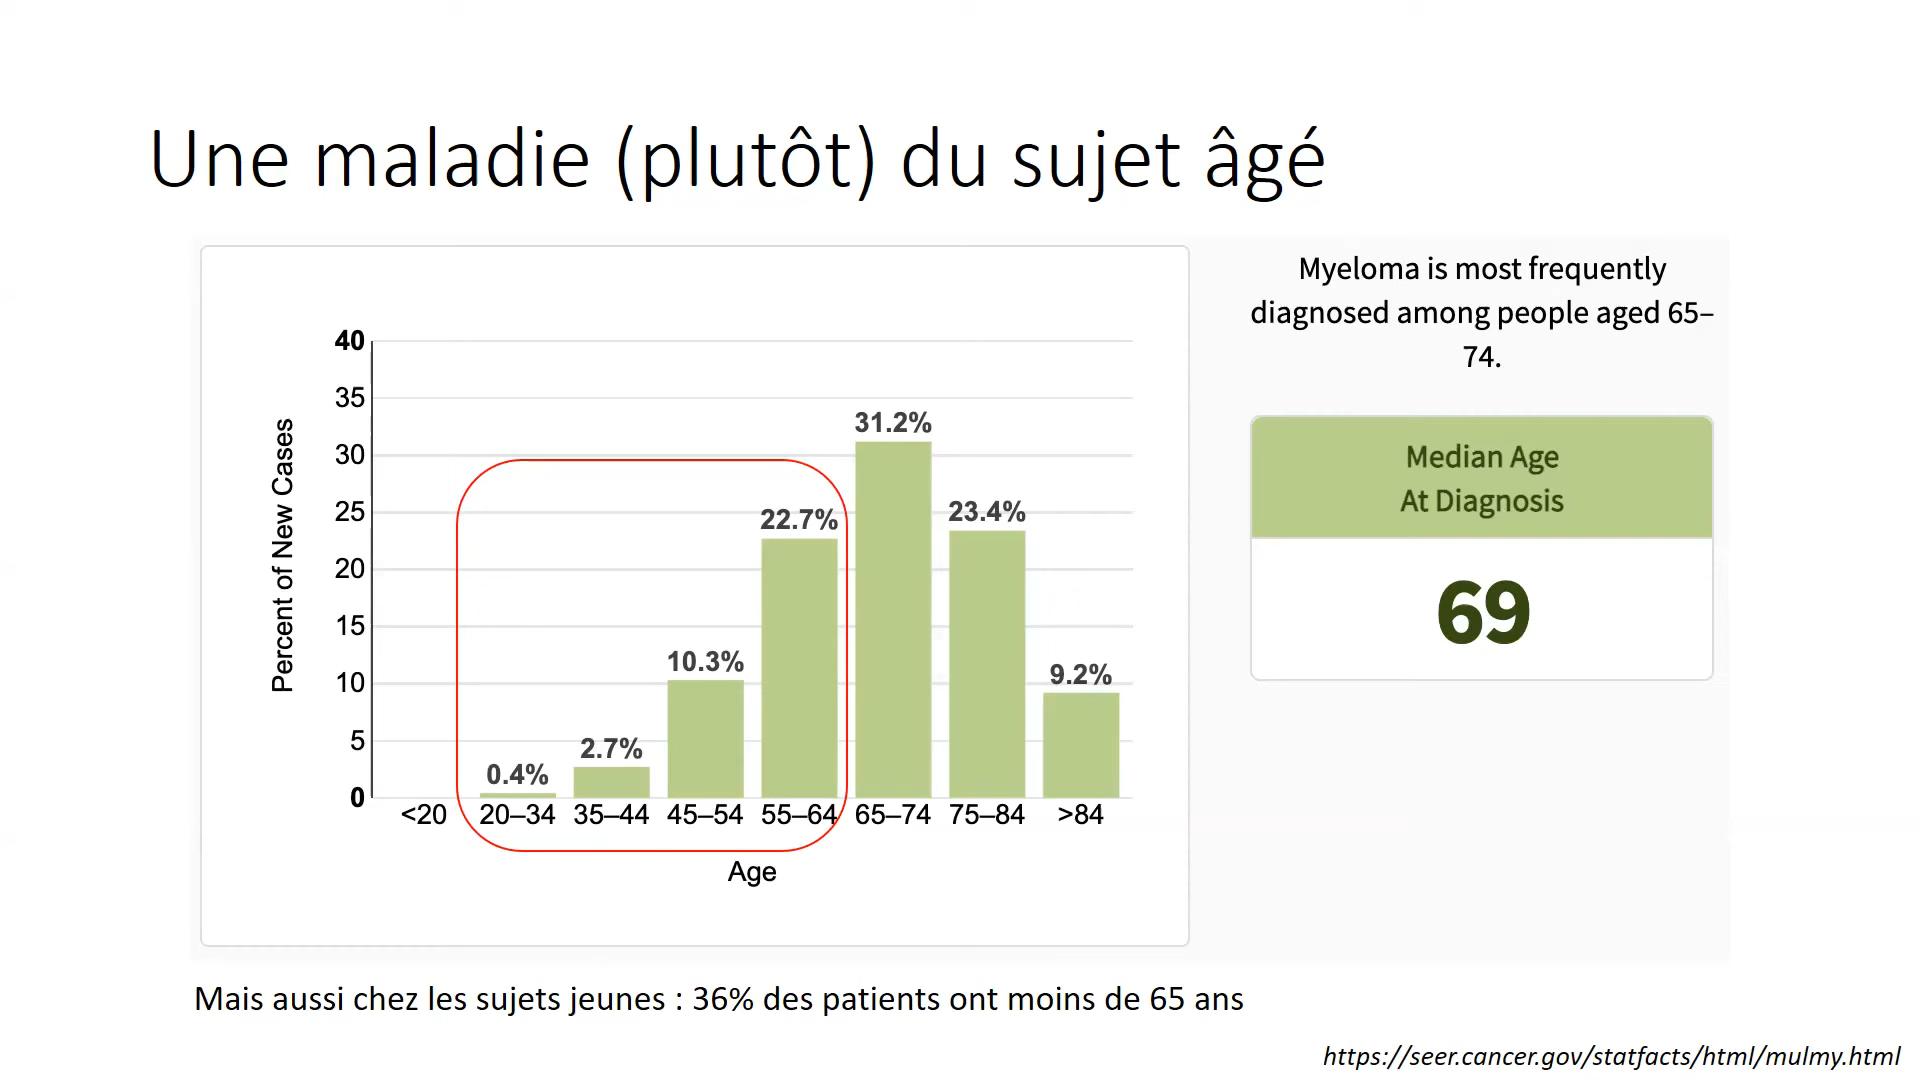 Une maladie (plutôt) du sujet âgé
Myeloma is most frequently
diagnosed among people aged 65–
74.
Median Age
At Diagnosis
69
Percent of New Cases
40
35
30
25
20
15
10
5
0
0.4%
2.7%
10.3%
22.7%
31.2%
23.4%
9.2%
<20 20–34 35–44 45–54 55–64 65–74 75–84 >84
Age
Mais aussi chez les sujets jeunes : 36% des patients ont moins de 65 ans
https://seer.cancer.gov/statfacts/html/mulmy.html